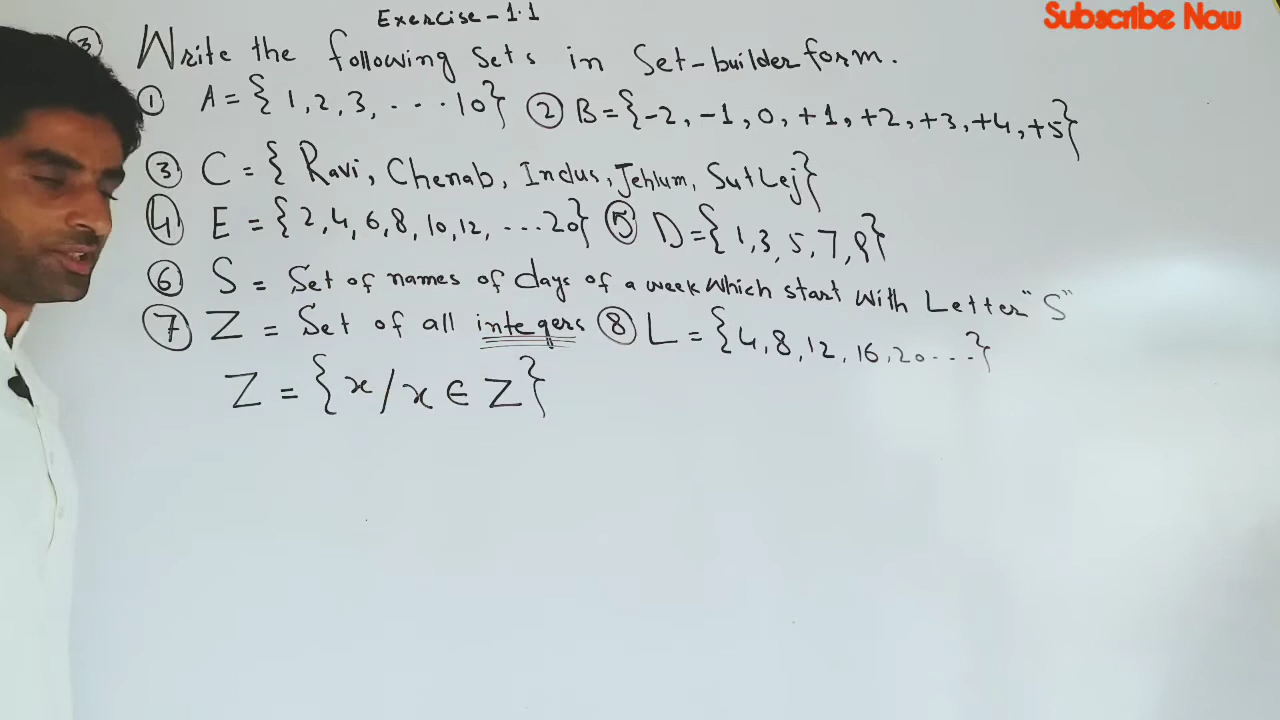 Exercise-1.1
Subscribe Now
③ Write the following Sets in Set-builder form.
① A = { 1, 2, 3, . . . 10} ② B = {-2, -1, 0, +1, +2, +3, +4, +5}
③ C = { Ravi, Chenab, Indus, Jehlum, Sutlej}
④ E = {2, 4, 6, 8, 10, 12, ...20} ⑤ D = { 1, 3, 5, 7, 9}
⑥ S = Set of names of days of a week which start with Letter "S"
⑦ Z = Set of all integers ⑧ L = {4, 8, 12, 16, 20 ...}
Z = {x/x ∈ Z}